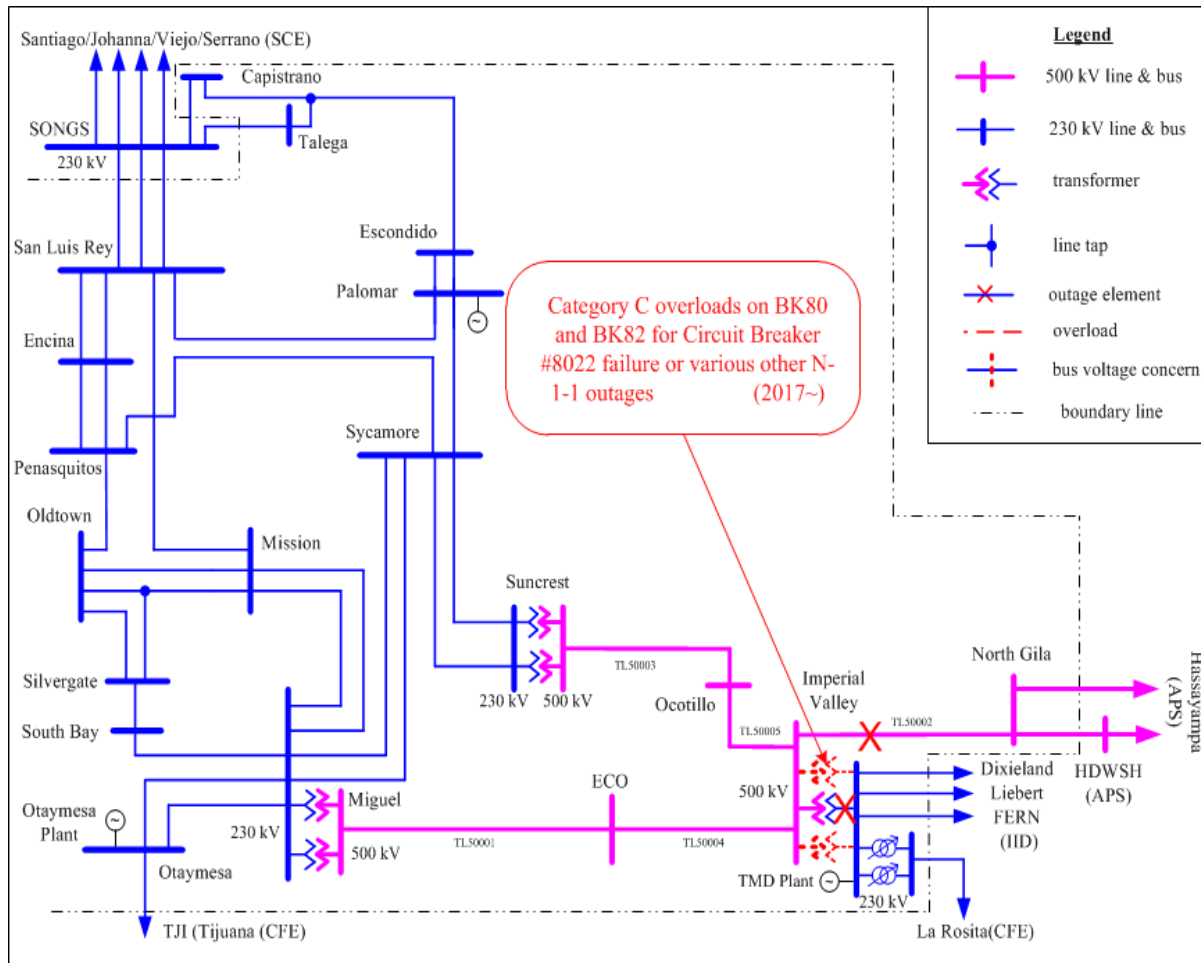 Santiago/Johanna/Viejo/Serrano (SCE)
Capistrano
SONGS
230 kV
Talega
San Luis Rey
Escondido
Palomar
~
Encina
Penasquitos
Sycamore
Oldtown
Mission
Suncrest
230 kV
500 kV
Silvergate
South Bay
Otaymesa
Plant
~
Otaymesa
TJI (Tijuana (CFE)
230 kV
Miguel
500 kV
TL50001
ECO
TL50004
TL50003
Ocotillo
TL50005
Imperial
Valley
500 kV
TL50002
North Gila
Hassayampa
(APS)
HDWSH
(APS)
Dixieland
Liebert
FERN
(IID)
TMD Plant
~
230 kV
La Rosita(CFE)
Category C overloads on BK80
and BK82 for Circuit Breaker
#8022 failure or various other N-
1-1 outages (2017~)
Legend
500 kV line & bus
230 kV line & bus
transformer
line tap
outage element
overload
bus voltage concern
boundary line